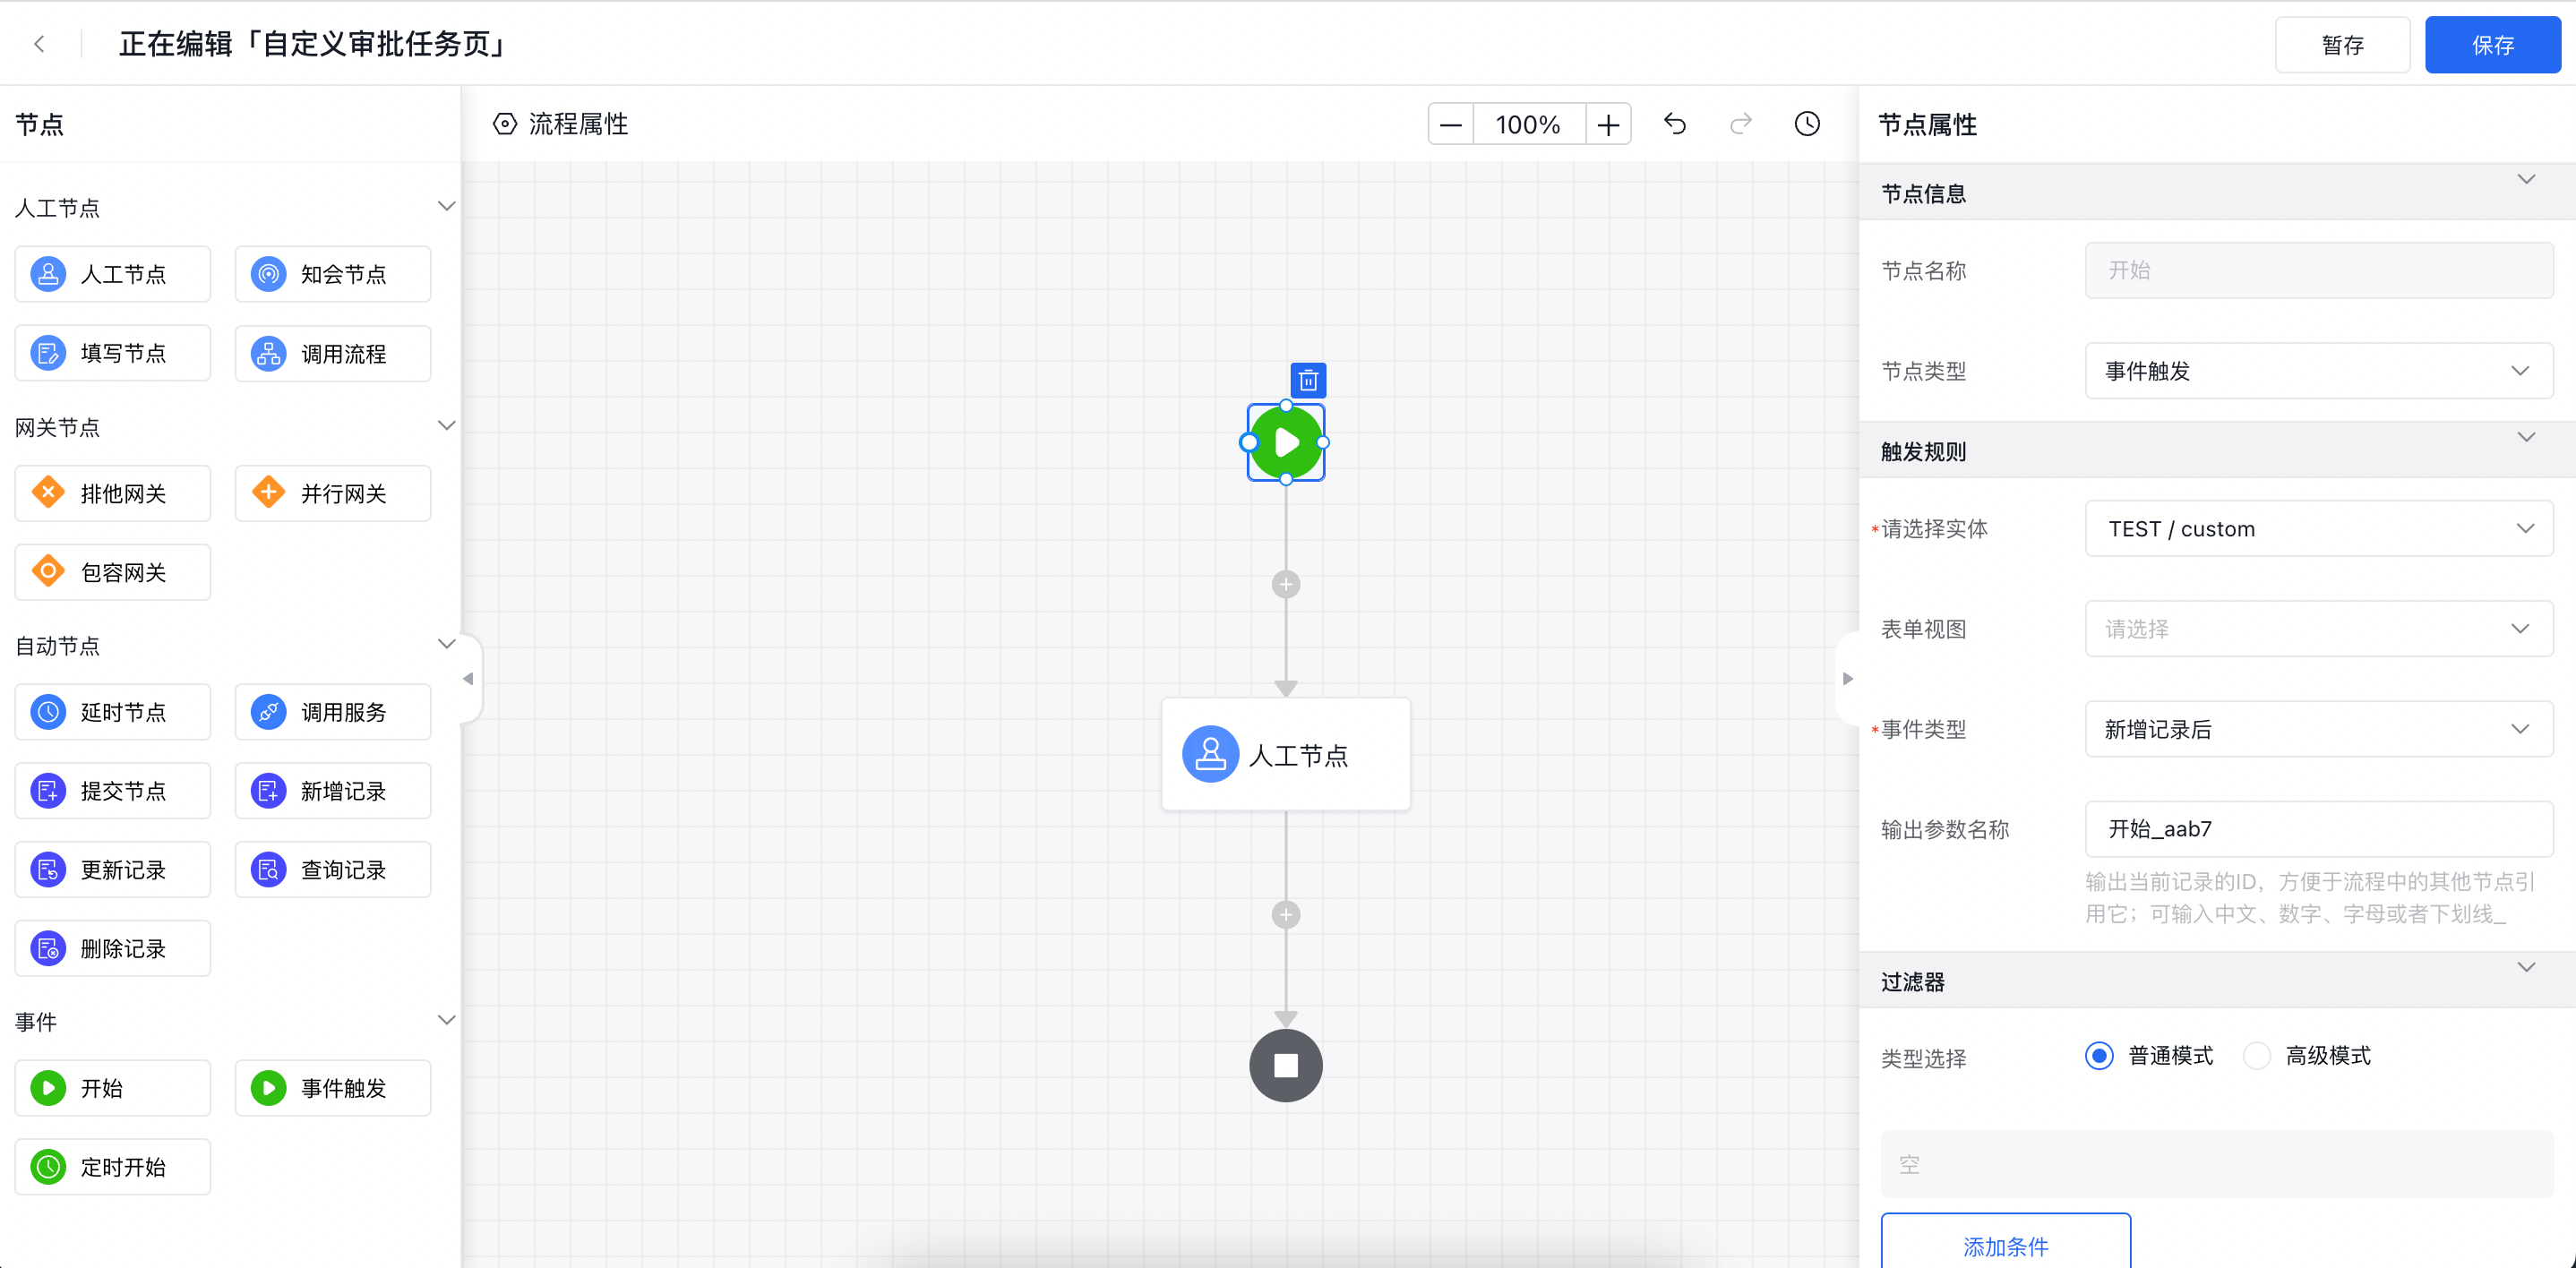 正在编辑「自定义审批任务页」
暂存
保存
节点
人工节点
人工节点
知会节点
填写节点
调用流程
网关节点
排他网关
并行网关
包容网关
自动节点
延时节点
调用服务
提交节点
新增记录
更新记录
查询记录
删除记录
事件
开始
事件触发
定时开始
流程属性
100%
人工节点
节点属性
节点信息
节点名称
开始
节点类型
事件触发
触发规则
*请选择实体
TEST / custom
表单视图
请选择
*事件类型
新增记录后
输出参数名称
开始_aab7
输出当前记录的ID，方便于流程中的其他节点引
用它；可输入中文、数字、字母或者下划线_
过滤器
类型选择
普通模式
高级模式
空
添加条件